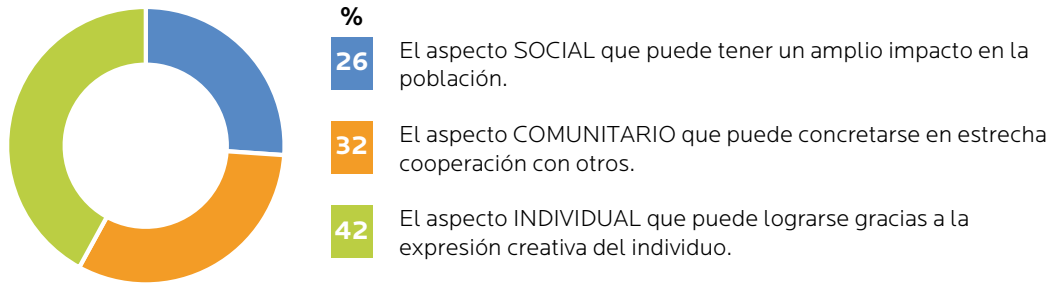 %
26
El aspecto SOCIAL que puede tener un amplio impacto en la
población.
32
El aspecto COMUNITARIO que puede concretarse en estrecha
cooperación con otros.
42
El aspecto INDIVIDUAL que puede lograrse gracias a la
expresión creativa del individuo.